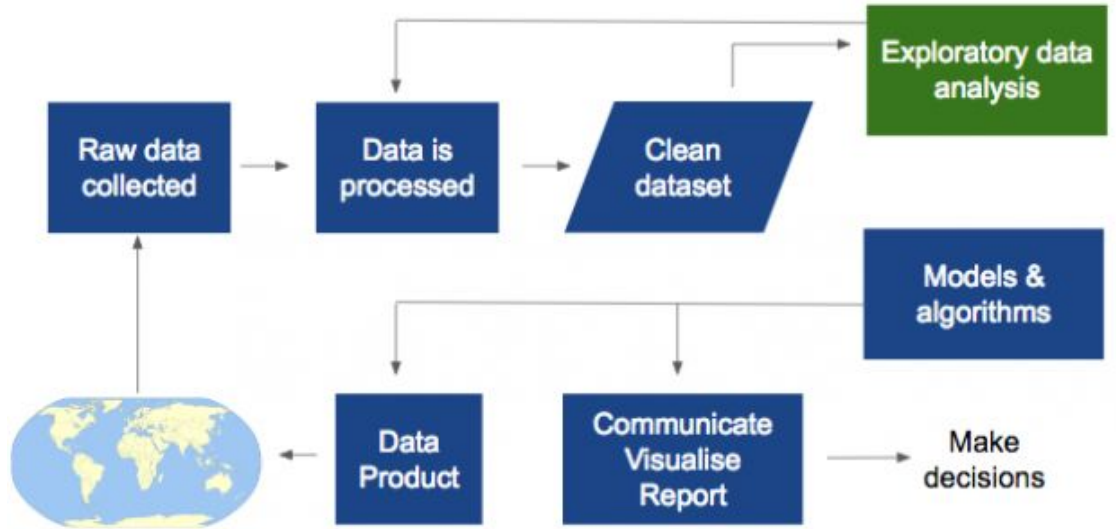 Exploratory data
analysis
Raw data
collected
Data is
processed
Clean
dataset
Models &
algorithms
Data
Product
Communicate
Visualise
Report
Make
decisions